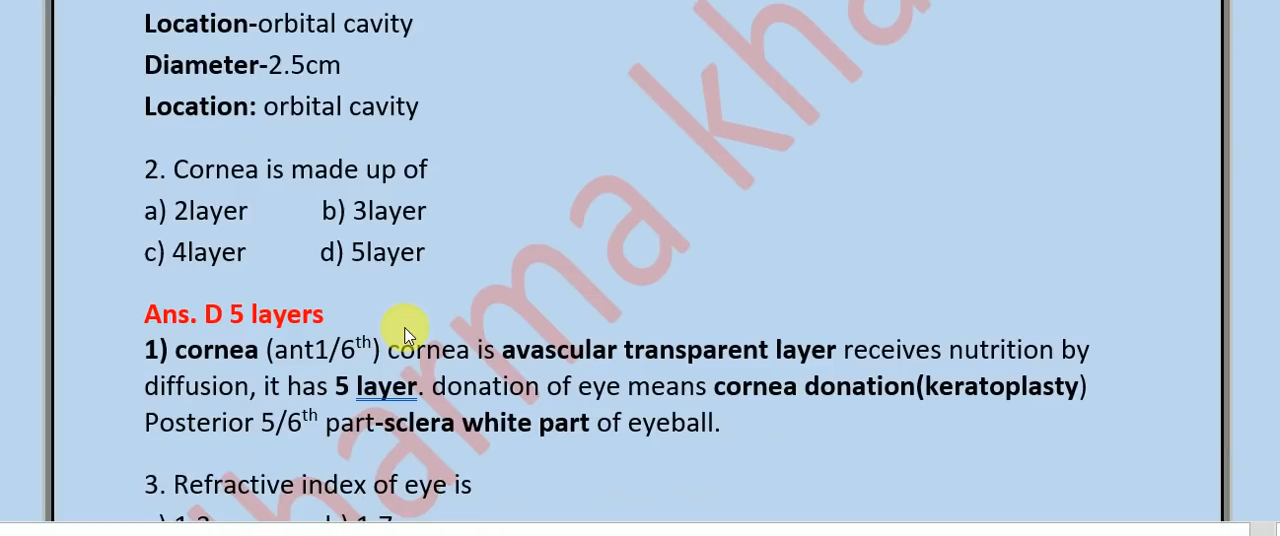 Location-orbital cavity
Diameter-2.5cm
Location: orbital cavity
2. Cornea is made up of
a) 2layer b) 3layer
c) 4layer d) 5layer
Ans. D 5 layers
1) cornea (ant1/6th) cornea is avascular transparent layer receives nutrition by
diffusion, it has 5 layer. donation of eye means cornea donation(keratoplasty)
Posterior 5/6th part-sclera white part of eyeball.
3. Refractive index of eye is